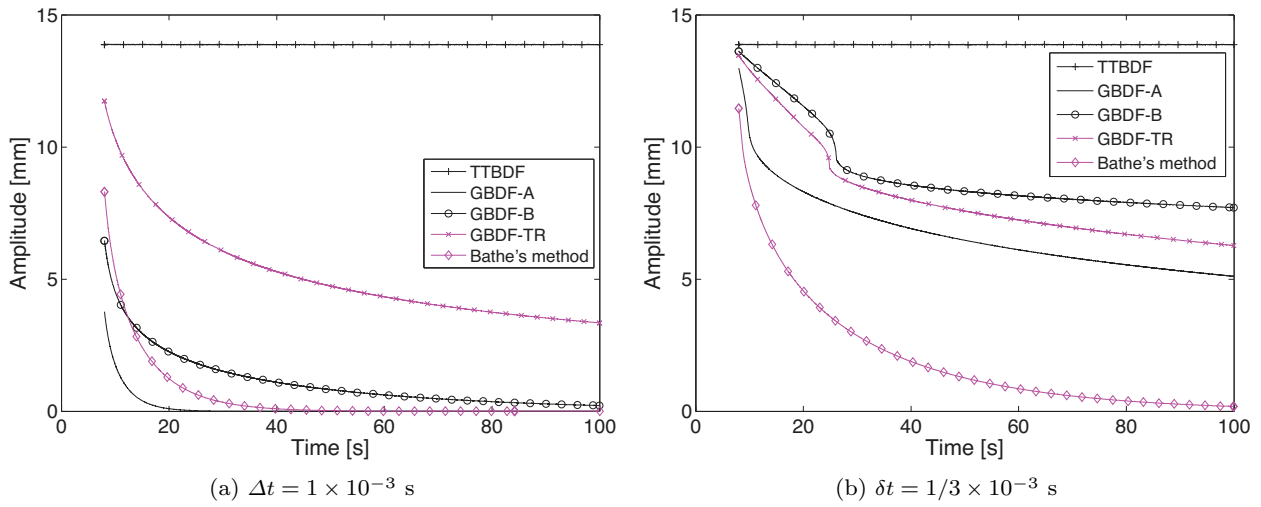 15
10
5
0
Amplitude [mm]
TTBDF
GBDF-A
GBDF-B
GBDF-TR
Bathe's method
0 20 40 60 80 100
Time [s]
(a) Δt = 1 × 10⁻³ s
15
10
5
0
Amplitude [mm]
TTBDF
GBDF-A
GBDF-B
GBDF-TR
Bathe's method
0 20 40 60 80 100
Time [s]
(b) δt = 1/3 × 10⁻³ s